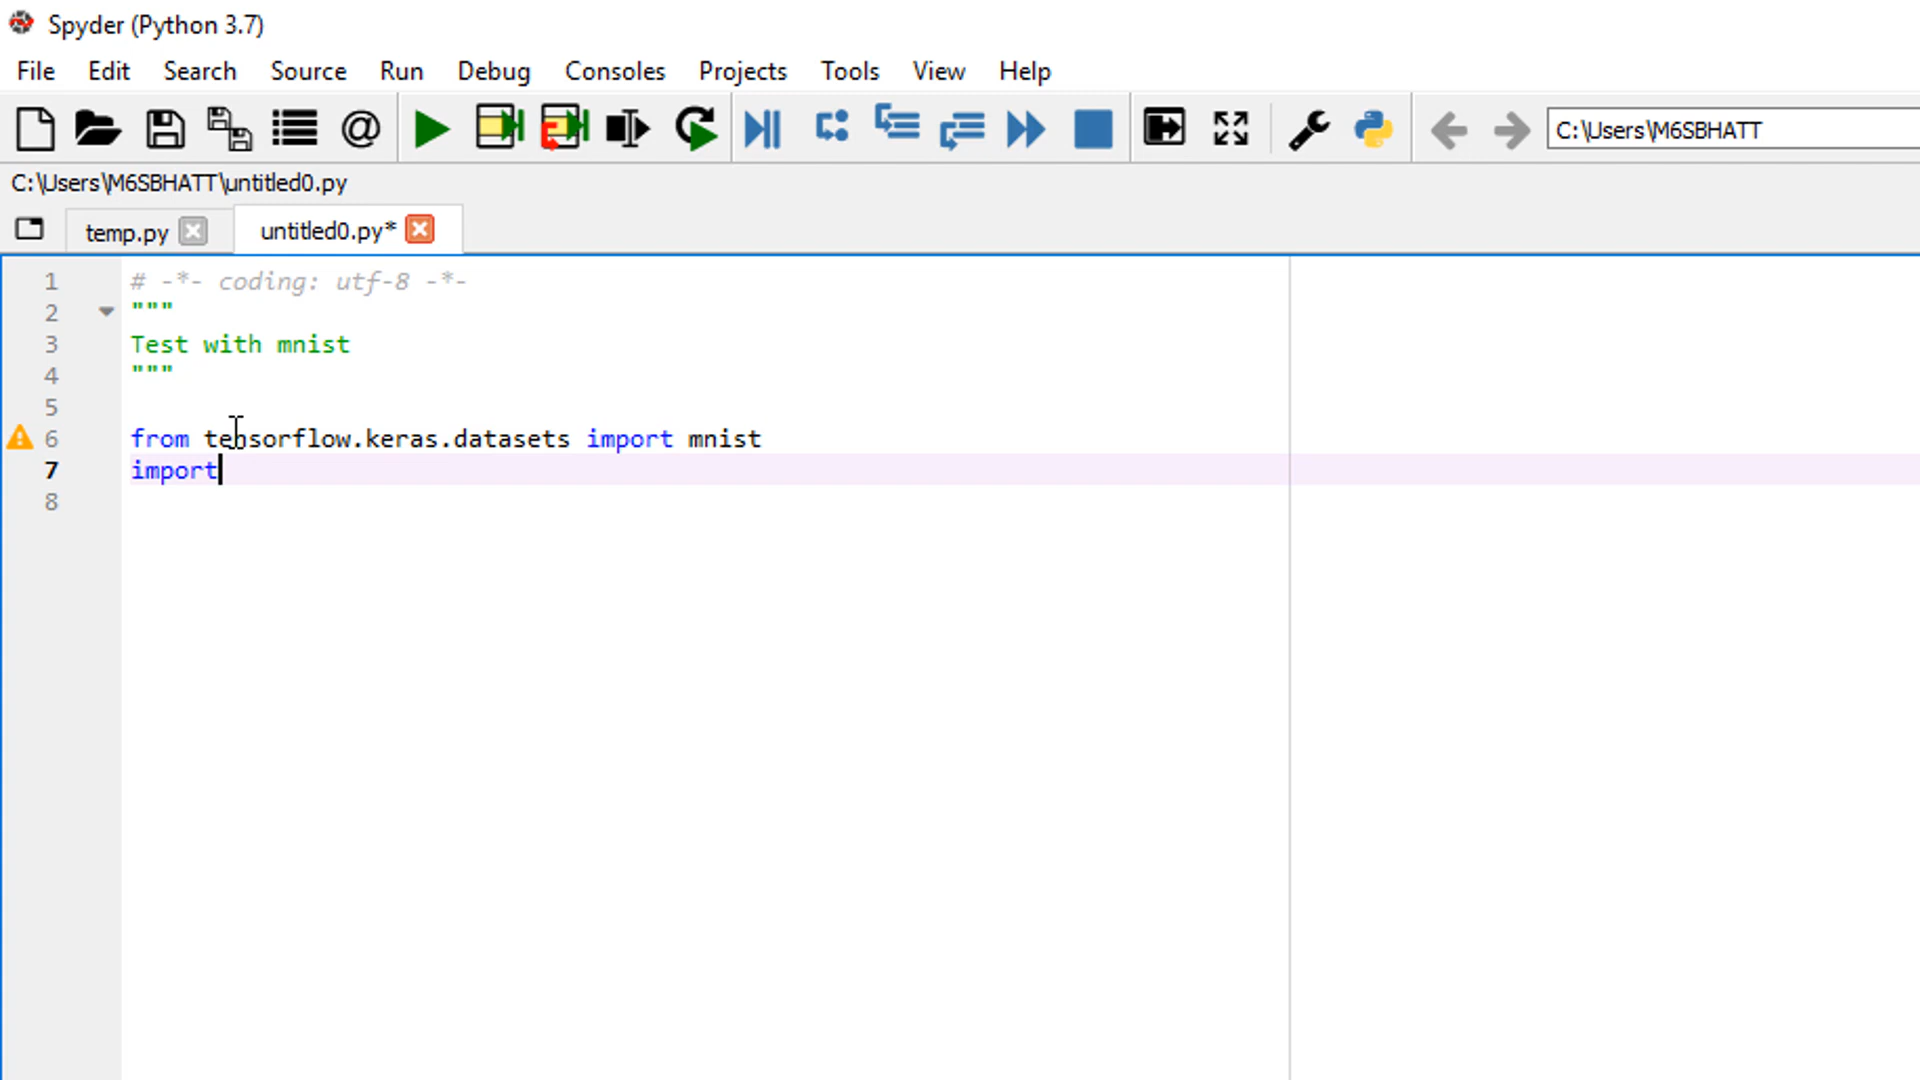 Spyder (Python 3.7)
File Edit Search Source Run Debug Consoles Projects Tools View Help
@ C:\Users\M6SBHATT
C:\Users\M6SBHATT\untitled0.py
temp.py untitled0.py*
1 # -*- coding: utf-8 -*-
2 """
3 Test with mnist
4 """
5
6 from tensorflow.keras.datasets import mnist
7 import
8